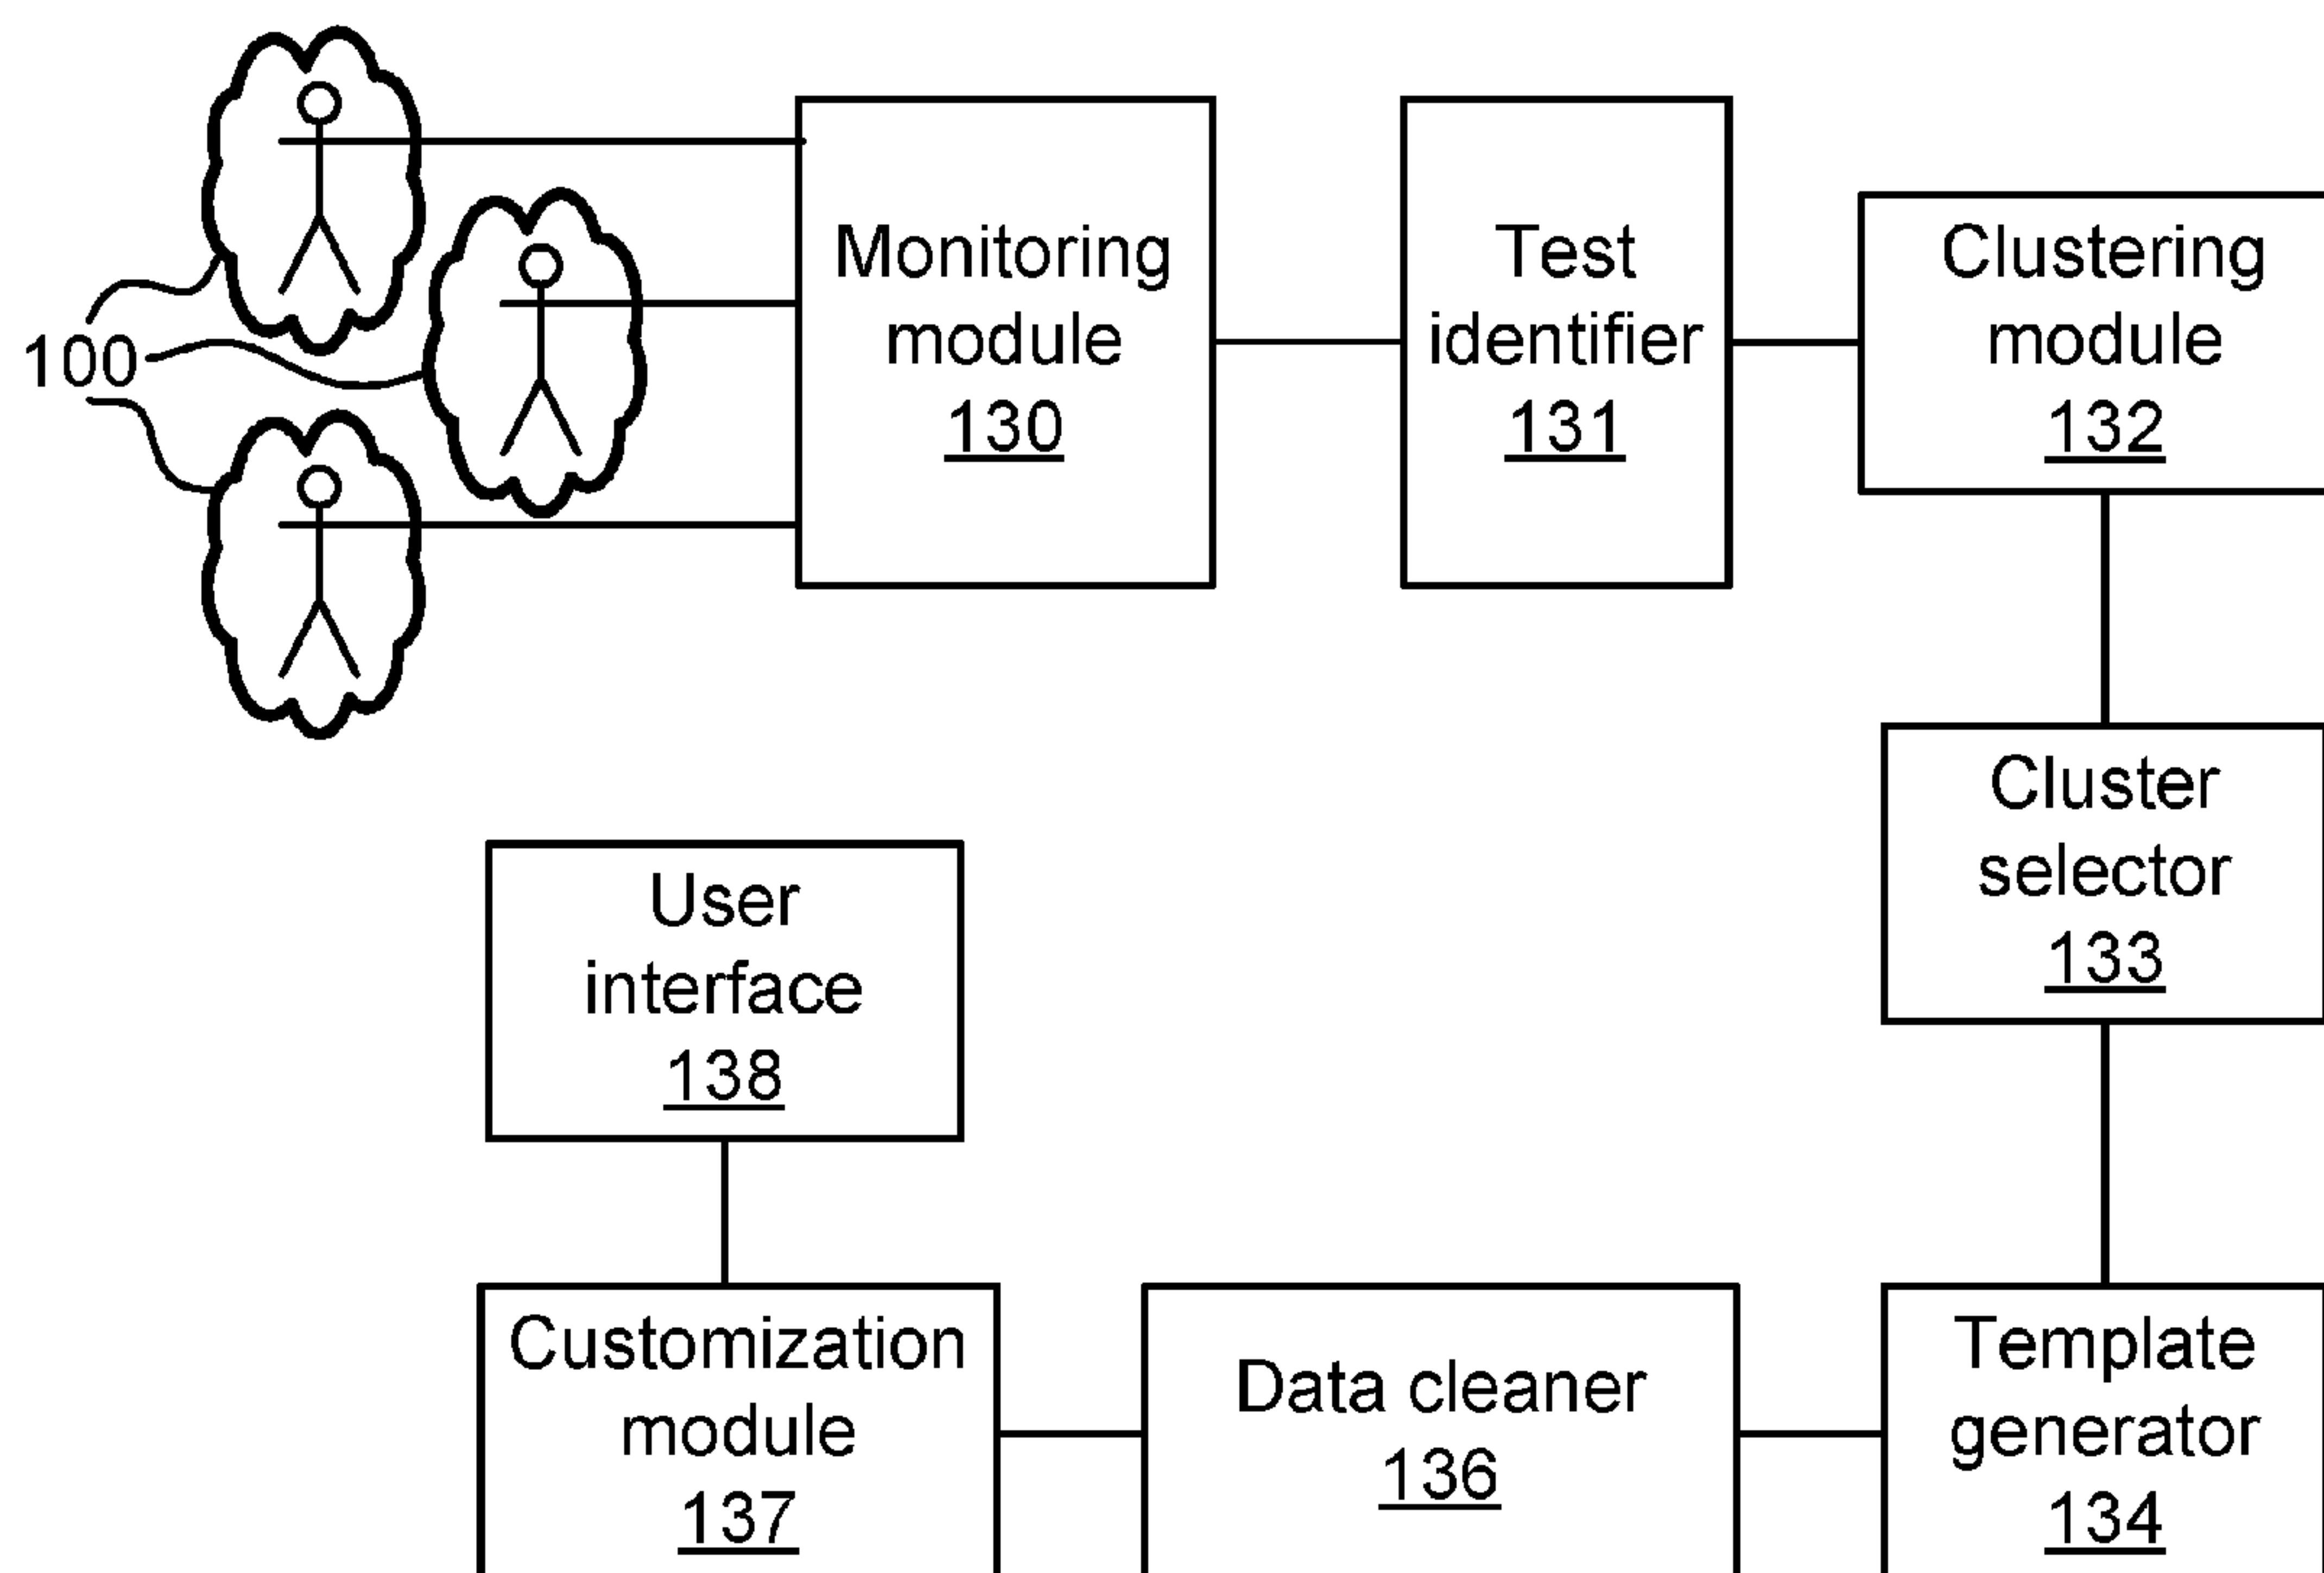 100
Monitoring
module
130
Test
identifier
131
Clustering
module
132
Cluster
selector
133
User
interface
138
Customization
module
137
Data cleaner
136
Template
generator
134